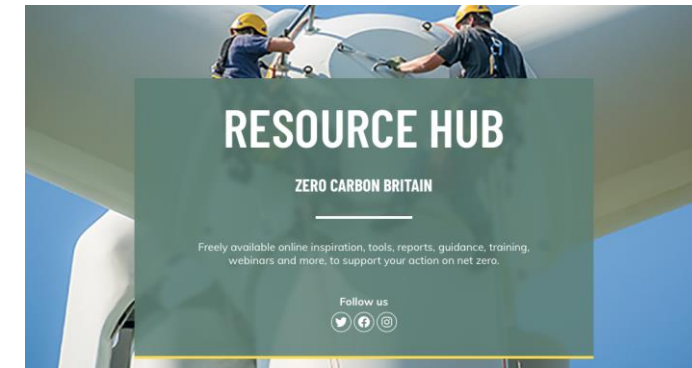 RESOURCE HUB
ZERO CARBON BRITAIN
Freely available online inspiration, tools, reports, guidance, training,
webinars and more, to support your action on net zero.
Follow us